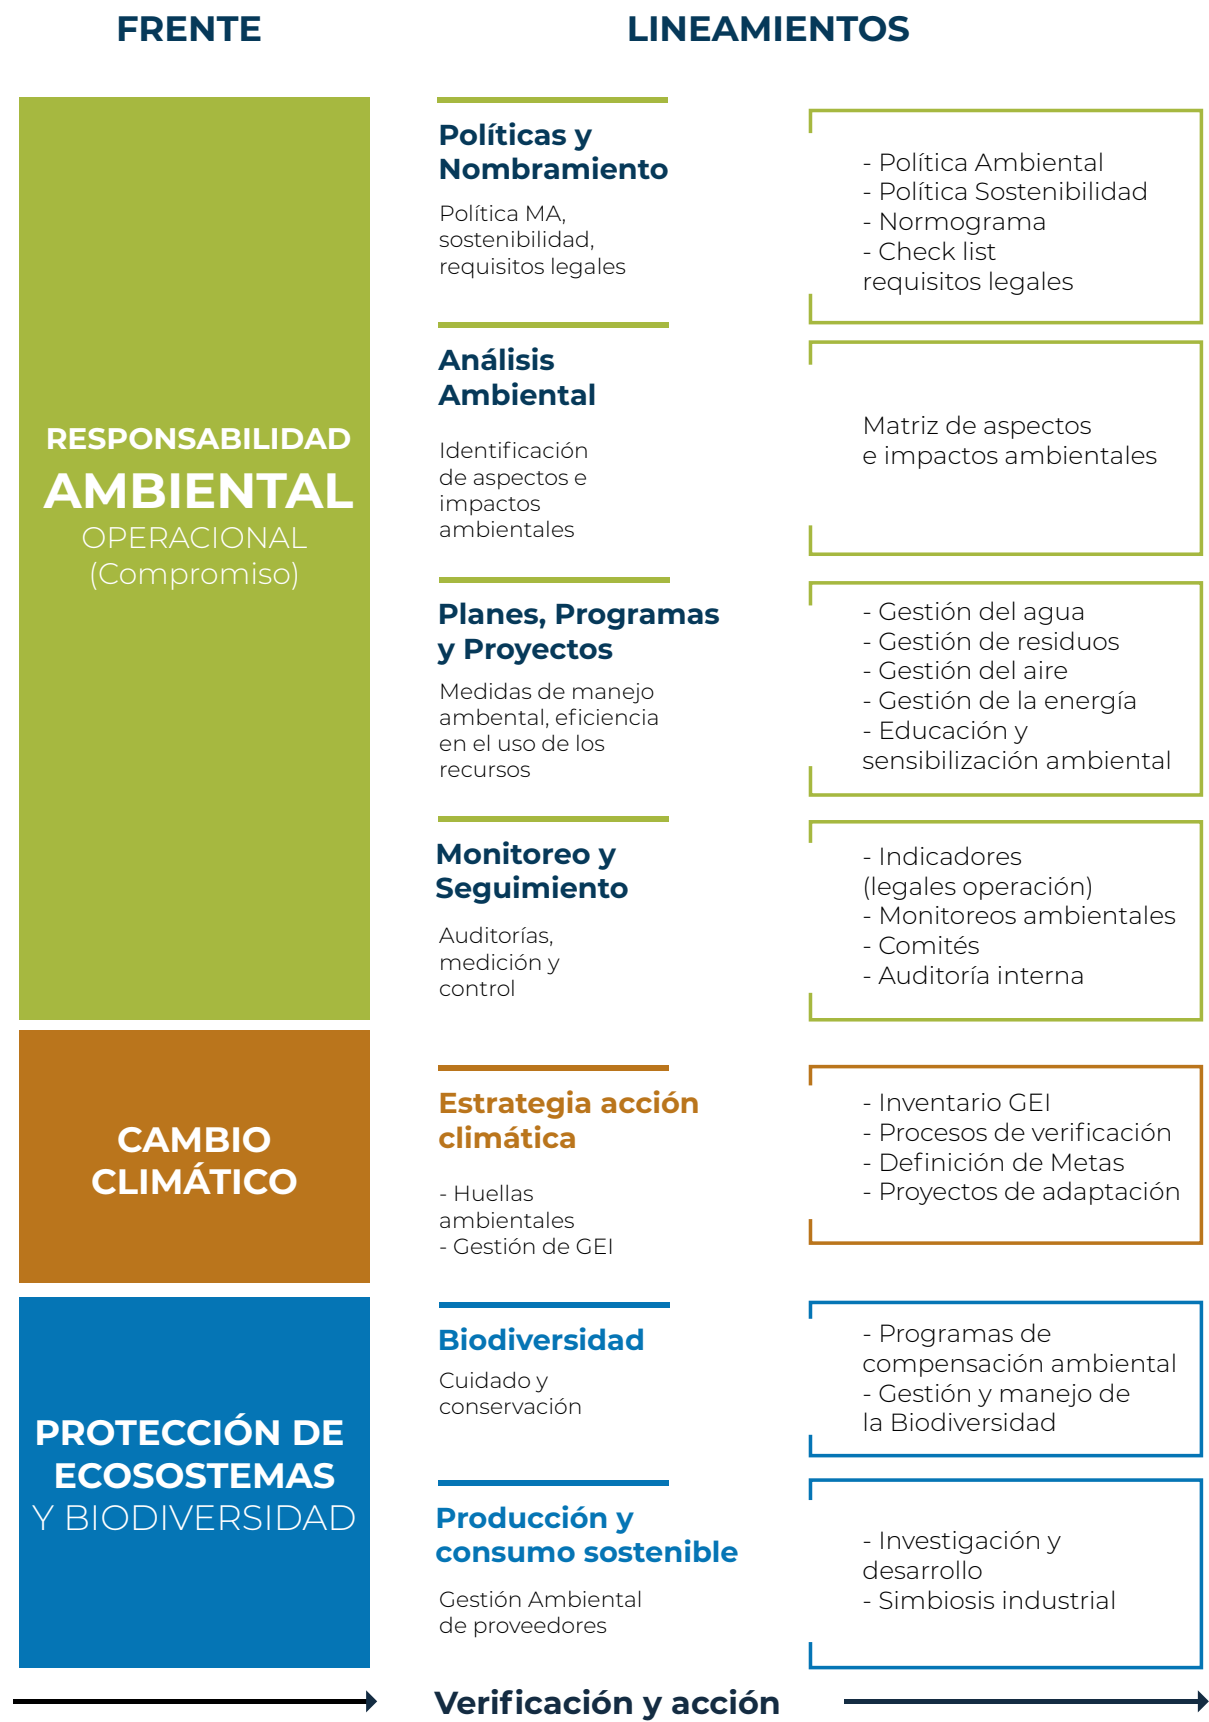 FRENTE
LINEAMIENTOS
RESPONSABILIDAD
AMBIENTAL
OPERACIONAL
(Compromiso)
Políticas y
Nombramiento
Política MA,
sostenibilidad,
requisitos legales
- Política Ambiental
- Política Sostenibilidad
- Normograma
- Check list
requisitos legales
Análisis
Ambiental
Identificación
de aspectos e
impactos
ambientales
Matriz de aspectos
e impactos ambientales
Planes, Programas
y Proyectos
Medidas de manejo
ambental, eficiencia
en el uso de los
recursos
- Gestión del agua
- Gestión de residuos
- Gestión del aire
- Gestión de la energía
- Educación y
sensibilización ambiental
Monitoreo y
Seguimiento
Auditorías,
medición y
control
- Indicadores
(legales operación)
- Monitoreos ambientales
- Comités
- Auditoría interna
CAMBIO
CLIMÁTICO
Estrategia acción
climática
- Huellas
ambientales
- Gestión de GEI
- Inventario GEI
- Procesos de verificación
- Definición de Metas
- Proyectos de adaptación
PROTECCIÓN DE
ECOSOSTEMAS
Y BIODIVERSIDAD
Biodiversidad
Cuidado y
conservación
- Programas de
compensación ambiental
- Gestión y manejo de
la Biodiversidad
Producción y
consumo sostenible
Gestión Ambiental
de proveedores
- Investigación y
desarrollo
- Simbiosis industrial
Verificación y acción